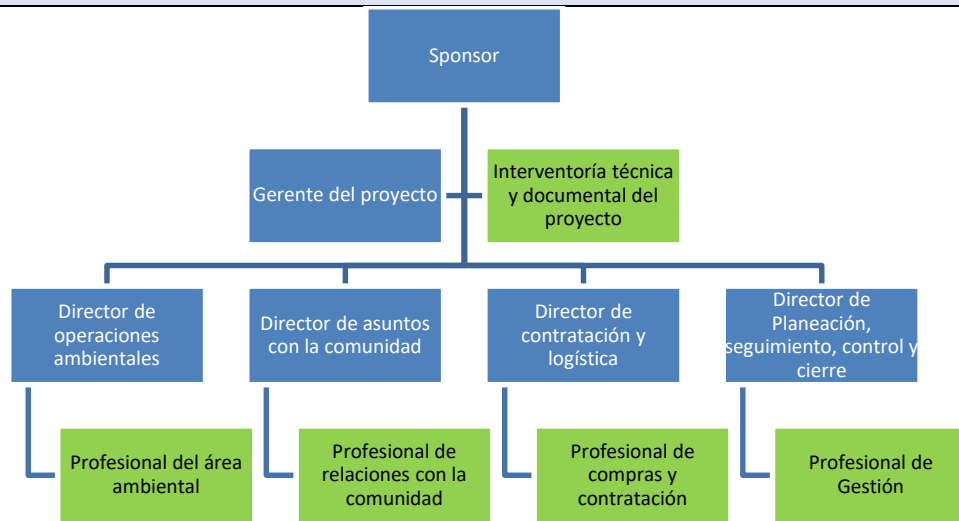 Sponsor
Gerente del proyecto
Interventoría técnica
y documental del
proyecto
Director de
operaciones
ambientales
Director de asuntos
con la comunidad
Director de
contratación y
logística
Director de
Planeación,
seguimiento, control y
cierre
Profesional del área
ambiental
Profesional de
relaciones con la
comunidad
Profesional de
compras y
contratación
Profesional de
Gestión